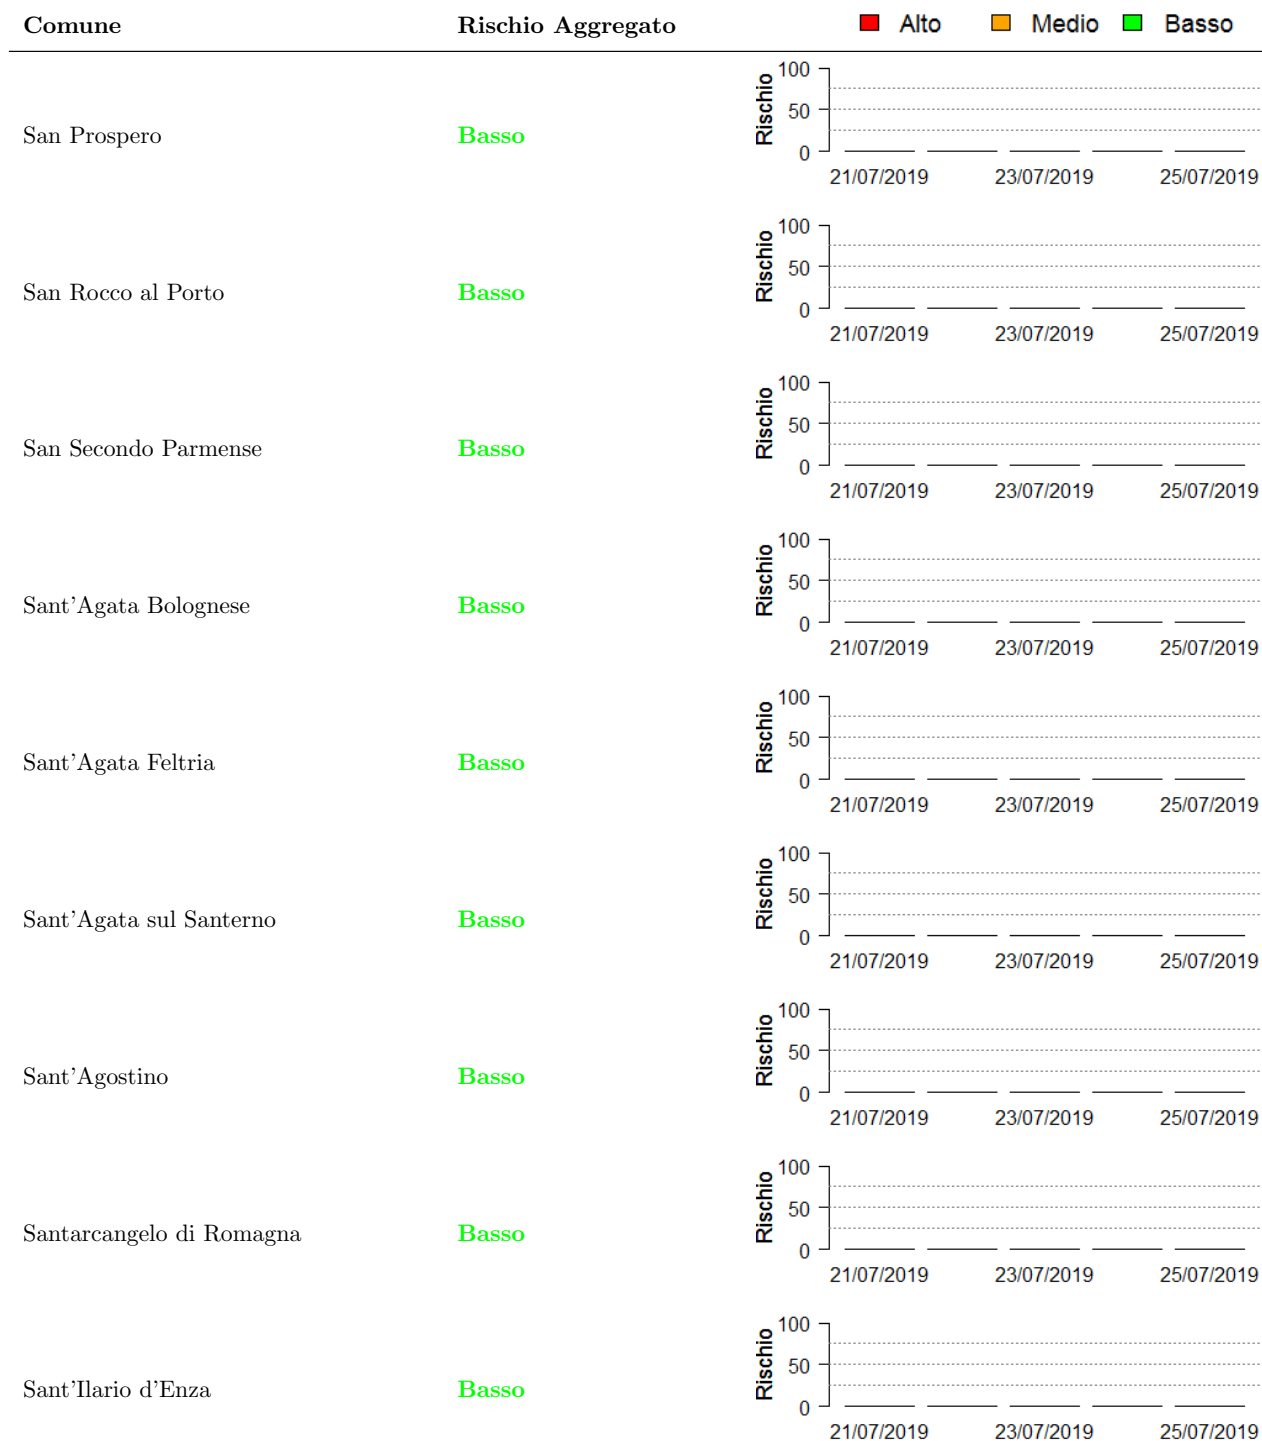 Comune Rischio Aggregato Alto Medio Basso
100
50
0
Rischio
San Prospero Basso
21/07/2019 23/07/2019 25/07/2019
100
50
0
Rischio
San Rocco al Porto Basso
21/07/2019 23/07/2019 25/07/2019
100
50
0
Rischio
San Secondo Parmense Basso
21/07/2019 23/07/2019 25/07/2019
100
50
0
Rischio
Sant'Agata Bolognese Basso
21/07/2019 23/07/2019 25/07/2019
100
50
0
Rischio
Sant'Agata Feltria Basso
21/07/2019 23/07/2019 25/07/2019
100
50
0
Rischio
Sant'Agata sul Santerno Basso
21/07/2019 23/07/2019 25/07/2019
100
50
0
Rischio
Sant'Agostino Basso
21/07/2019 23/07/2019 25/07/2019
100
50
0
Rischio
Santarcangelo di Romagna Basso
21/07/2019 23/07/2019 25/07/2019
100
50
0
Rischio
Sant'Ilario d'Enza Basso
21/07/2019 23/07/2019 25/07/2019